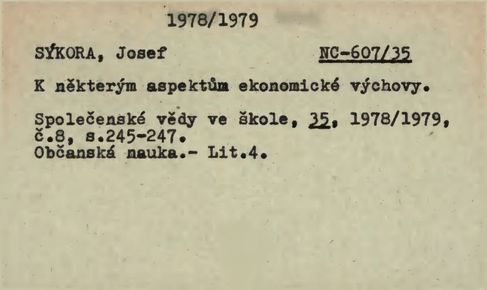 1978/1979
SÝKORA, Josef NC-607/35
K některým aspektům ekonomické výchovy.
Společenské vědy ve škole, 35, 1978/1979,
č.8, s.245-247.
Občanská nauka.- Lit.4.